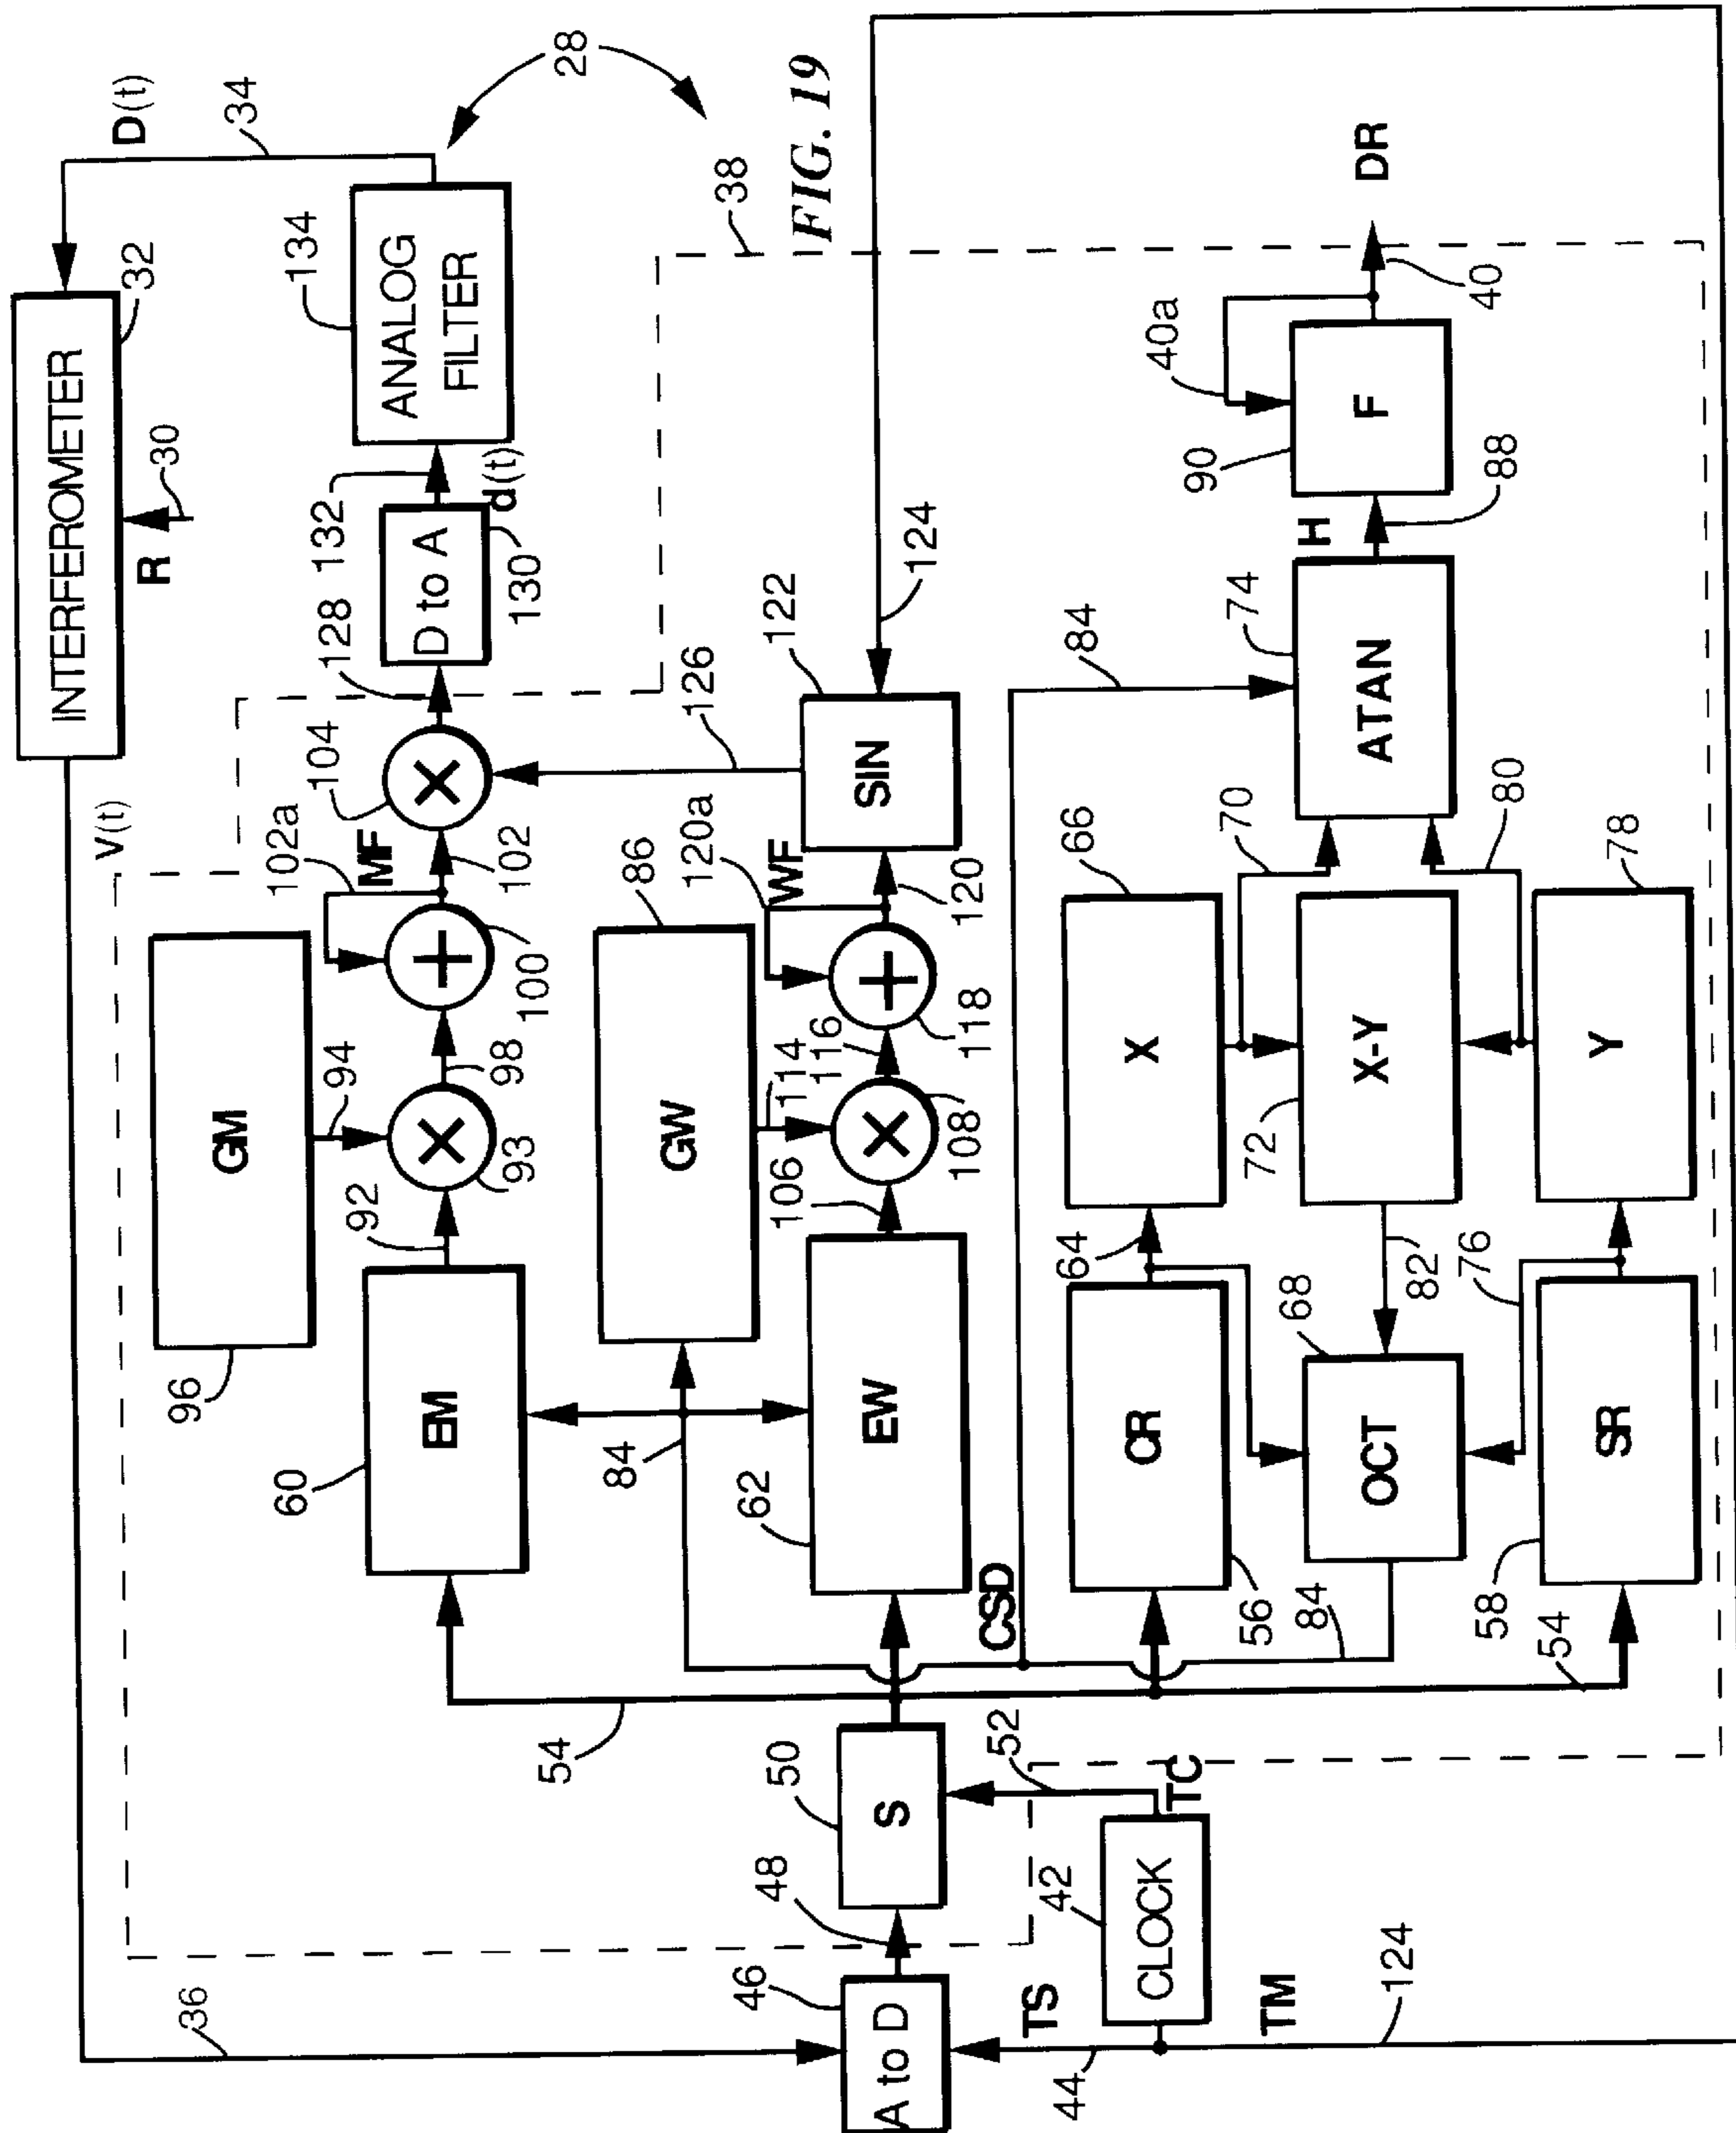 INTERFEROMETER
32
R
30
V(t)
D(t)
34
36
28
FIG. 19
38
ANALOG
FILTER
134
132
d(t)
D to A
130
128
104
MF
102a
102
100
98
94
93
92
GM
96
EM
60
84
GW
86
WF
120a
120
118
116
114
108
106
EW
62
SIN
122
126
124
CSD
54
S
50
52
48
46
A to D
TS
44
CLOCK
42
TC
TM
124
CR
56
64
X
66
70
X-Y
72
OCT
68
82
76
84
SR
58
54
Y
78
80
ATAN
74
84
H
88
F
90
40a
40
DR